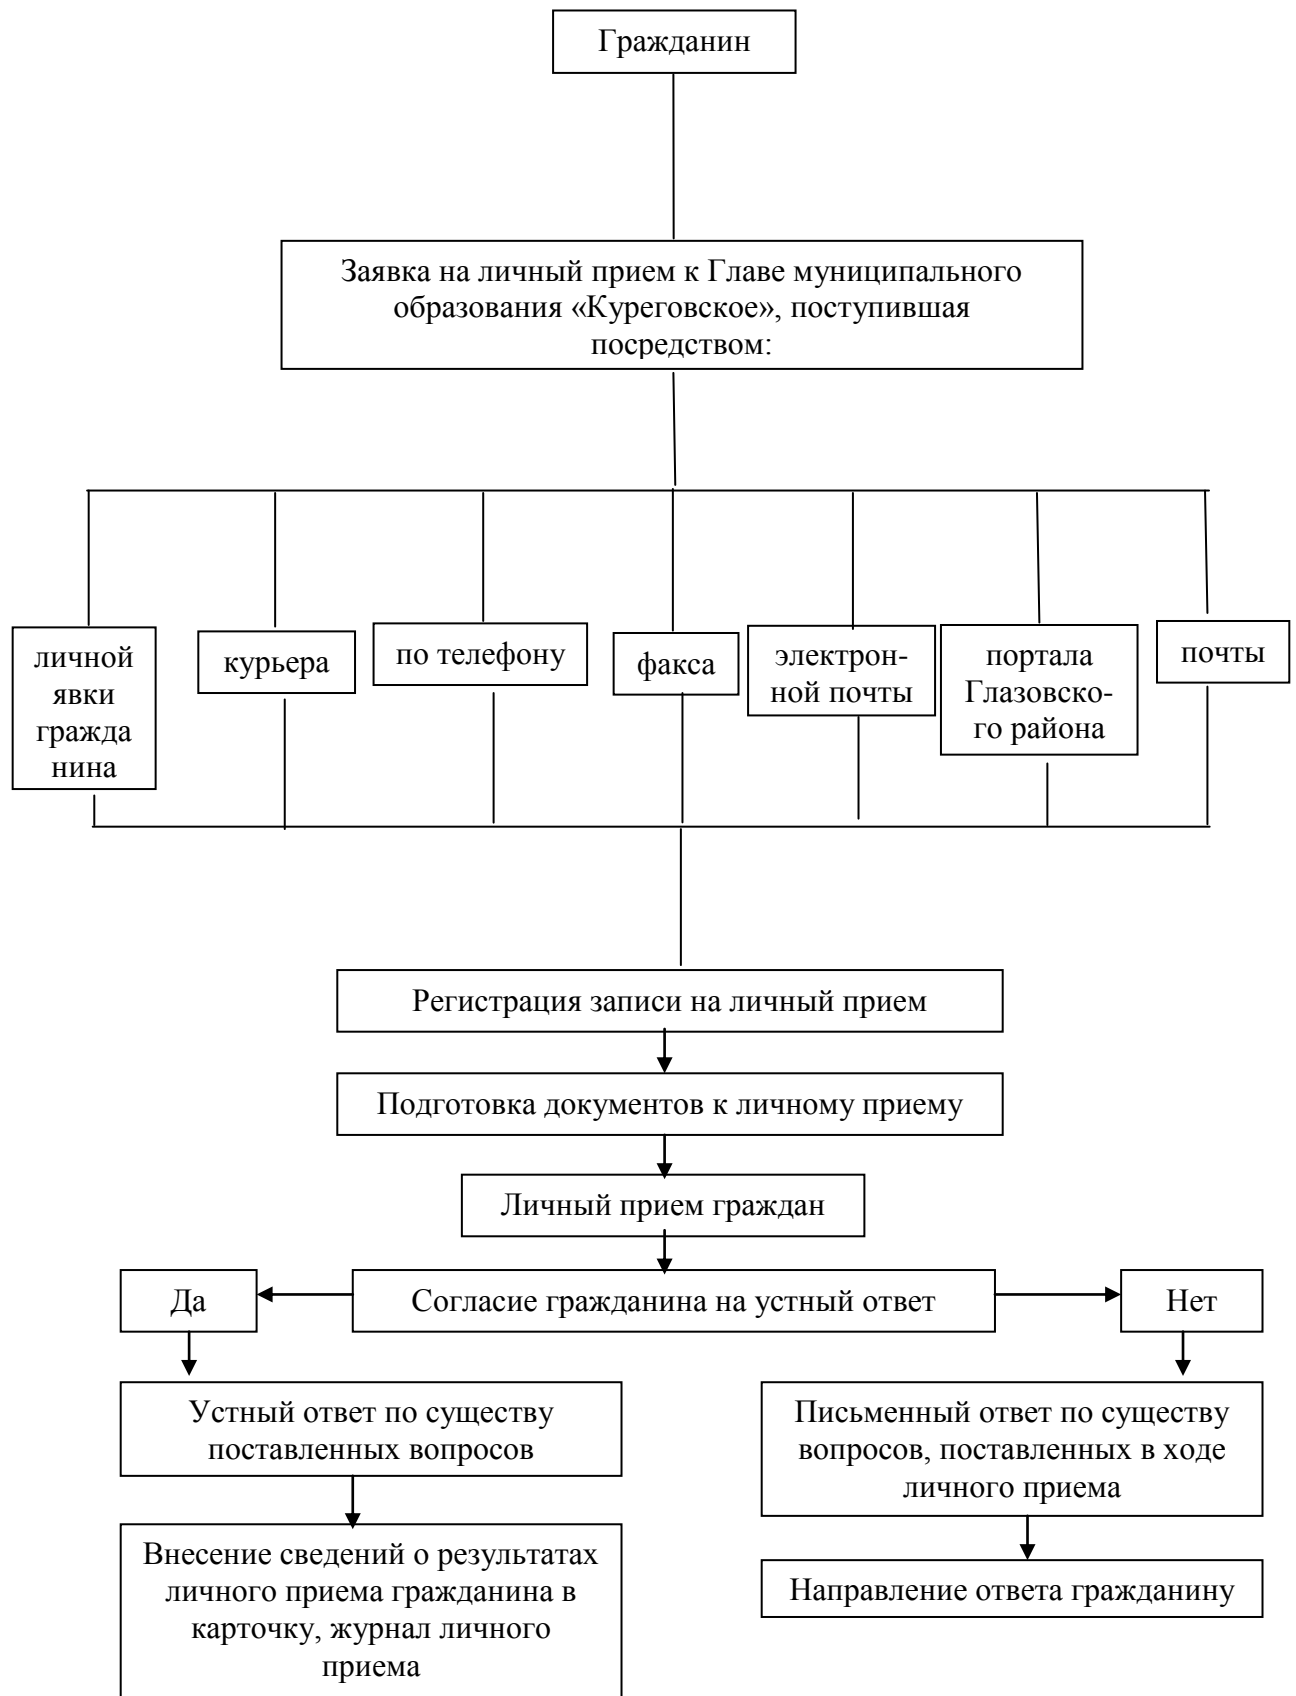 Гражданин
Заявка на личный прием к Главе муниципального
образования «Куреговское», поступившая
посредством:
личной
явки
гражда
нина
курьера
по телефону
факса
электрон-
ной почты
портала
Глазовско-
го района
почты
Регистрация записи на личный прием
Подготовка документов к личному приему
Личный прием граждан
Да
Согласие гражданина на устный ответ
Нет
Устный ответ по существу
поставленных вопросов
Письменный ответ по существу
вопросов, поставленных в ходе
личного приема
Внесение сведений о результатах
личного приема гражданина в
карточку, журнал личного
приема
Направление ответа гражданину